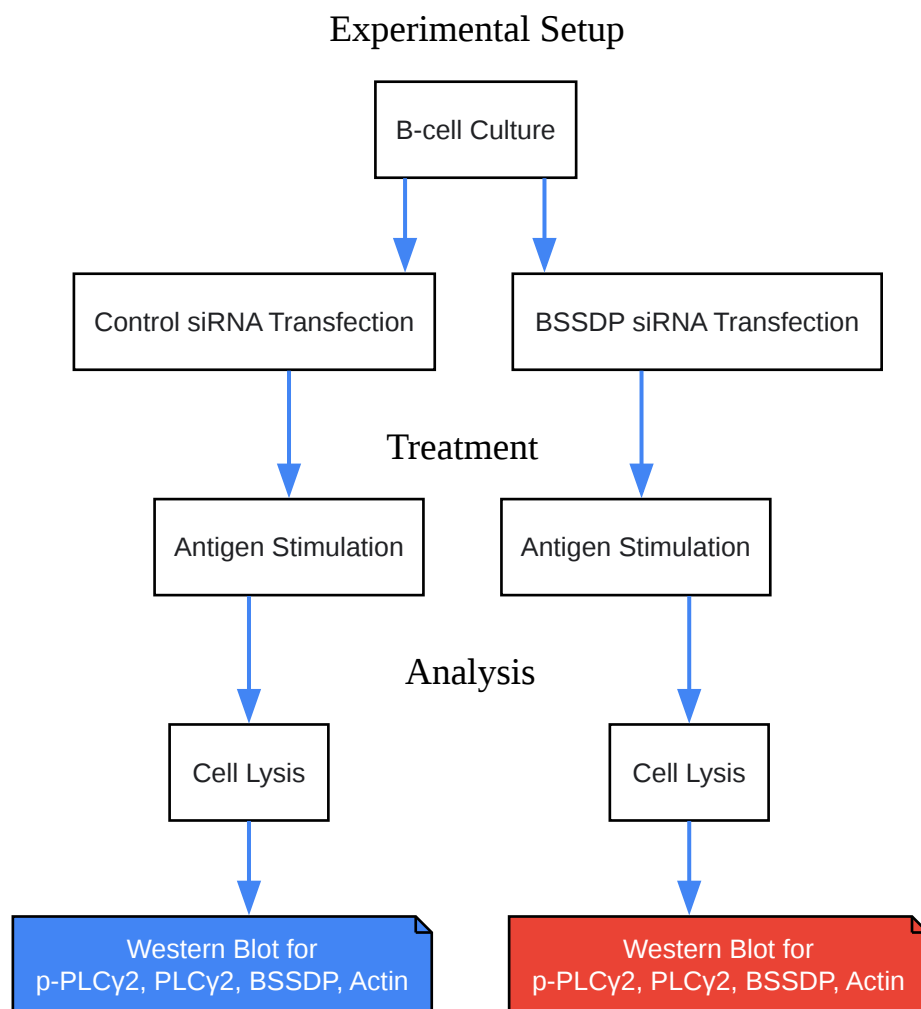 Experimental Setup
B-cell Culture
Control siRNA Transfection
BSSDP siRNA Transfection
Treatment
Antigen Stimulation
Antigen Stimulation
Analysis
Cell Lysis
Cell Lysis
Western Blot for
p-PLCγ2, PLCγ2, BSSDP, Actin
Western Blot for
p-PLCγ2, PLCγ2, BSSDP, Actin